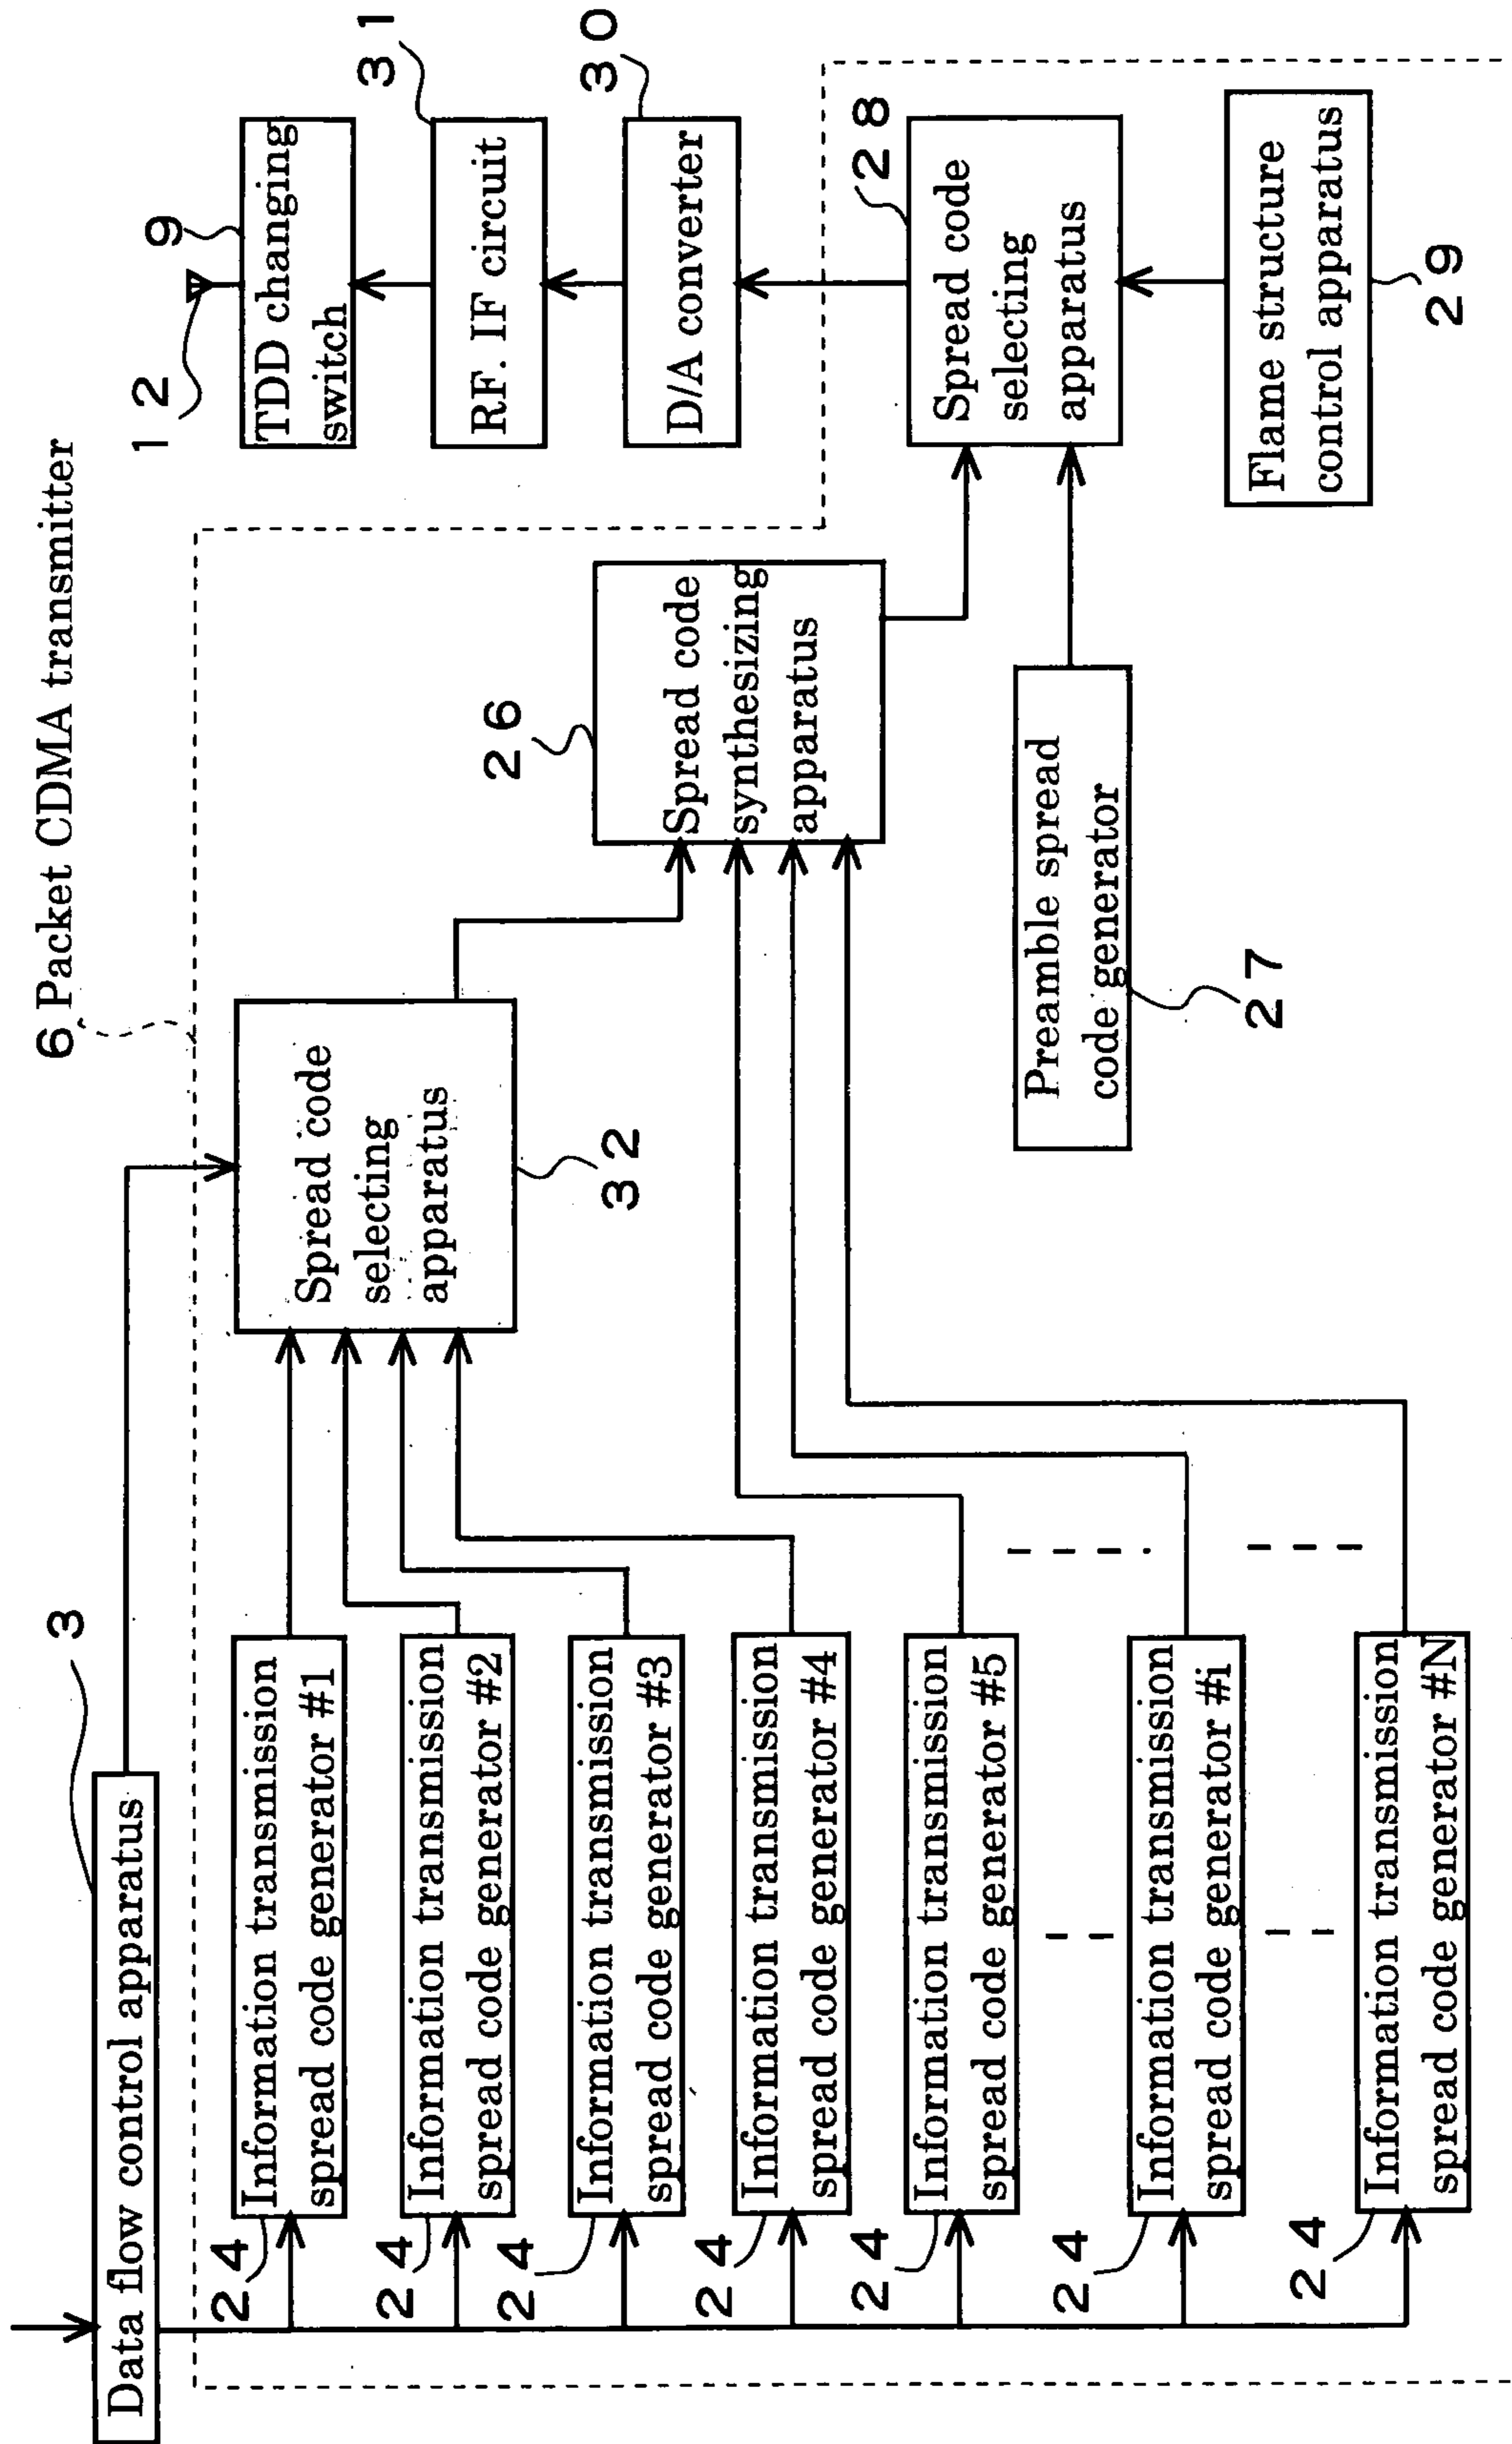 6 Packet CDMA transmitter
3
Data flow control apparatus
Information transmission
spread code generator #1
24
Information transmission
spread code generator #2
24
Information transmission
spread code generator #3
24
Information transmission
spread code generator #4
24
Information transmission
spread code generator #5
24
Information transmission
spread code generator #i
24
Information transmission
spread code generator #N
24
Spread code
selecting
apparatus
32
26
Spread code
synthesizing
apparatus
Preamble spread
code generator
27
12
9
TDD changing
switch
31
RF. IF circuit
30
D/A converter
28
Spread code
selecting
apparatus
Flame structure
control apparatus
29